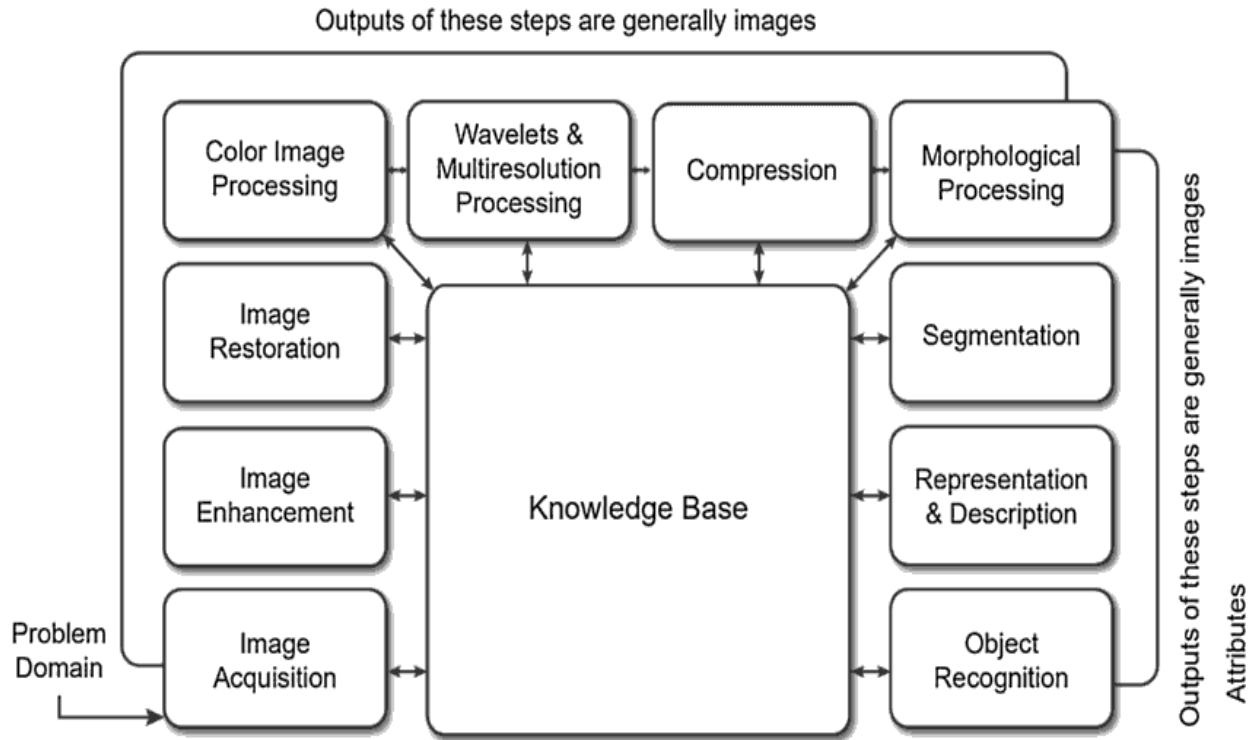 Outputs of these steps are generally images
Color Image
Processing
Wavelets &
Multiresolution
Processing
Compression
Morphological
Processing
Image
Restoration
Segmentation
Image
Enhancement
Knowledge Base
Representation
& Description
Problem
Domain
Image
Acquisition
Object
Recognition
Outputs of these steps are generally images
Attributes